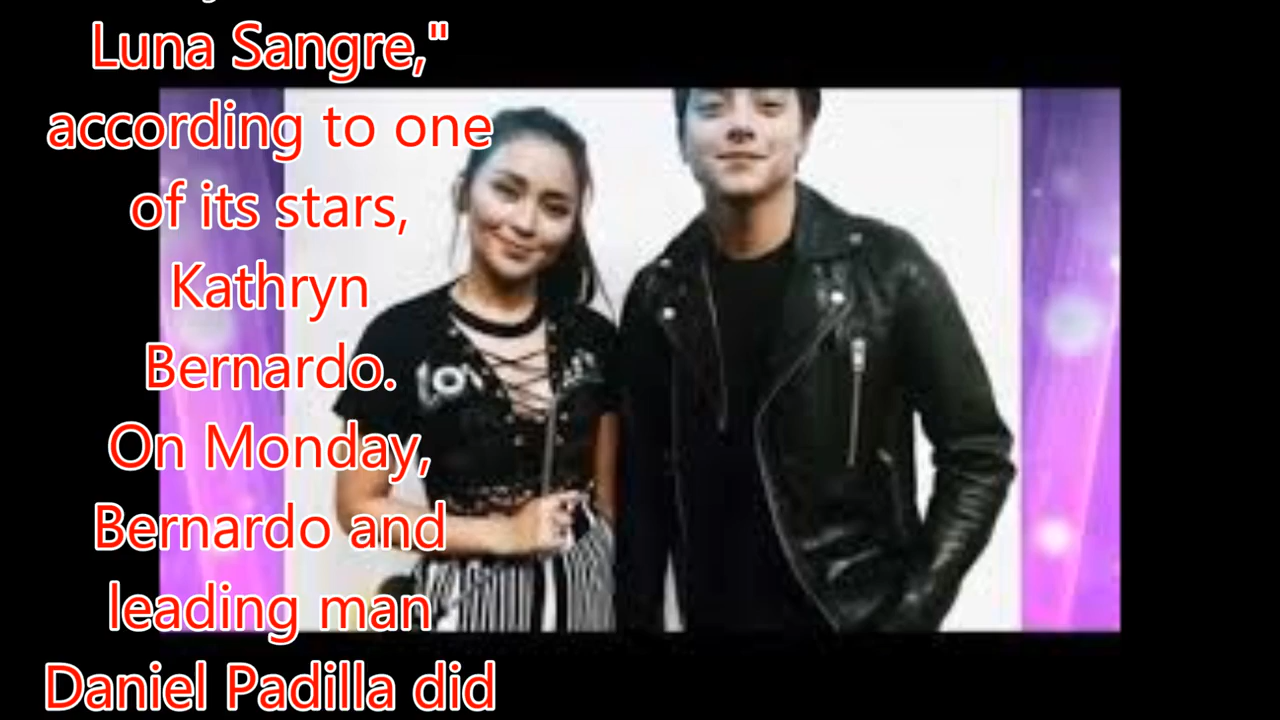 Luna Sangre,"
according to one
of its stars,
Kathryn
Bernardo.
On Monday,
Bernardo and
leading man
Daniel Padilla did